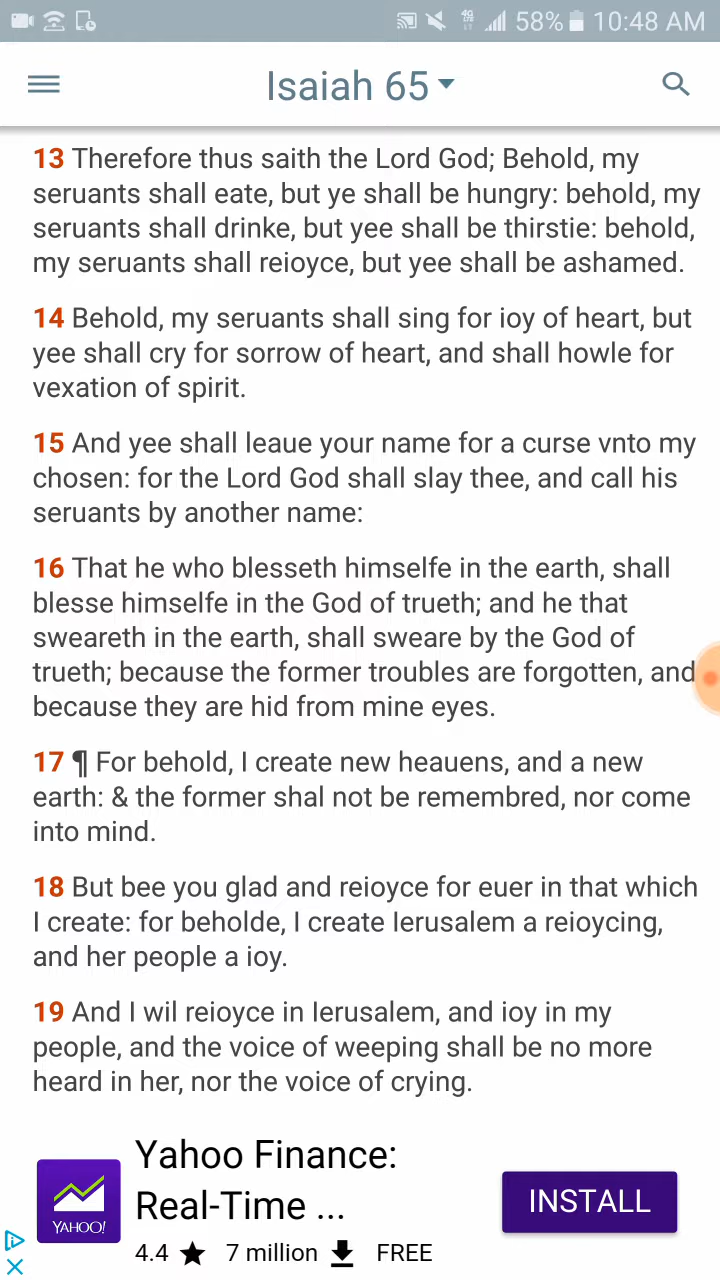 58% 10:48 AM
Isaiah 65
13 Therefore thus saith the Lord God; Behold, my
seruants shall eate, but ye shall be hungry: behold, my
seruants shall drinke, but yee shall be thirstie: behold,
my seruants shall reioyce, but yee shall be ashamed.
14 Behold, my seruants shall sing for ioy of heart, but
yee shall cry for sorrow of heart, and shall howle for
vexation of spirit.
15 And yee shall leaue your name for a curse vnto my
chosen: for the Lord God shall slay thee, and call his
seruants by another name:
16 That he who blesseth himselfe in the earth, shall
blesse himselfe in the God of trueth; and he that
sweareth in the earth, shall sweare by the God of
trueth; because the former troubles are forgotten, and
because they are hid from mine eyes.
17 ¶ For behold, I create new heauens, and a new
earth: & the former shal not be remembred, nor come
into mind.
18 But bee you glad and reioyce for euer in that which
I create: for beholde, I create Ierusalem a reioycing,
and her people a ioy.
19 And I wil reioyce in Ierusalem, and ioy in my
people, and the voice of weeping shall be no more
heard in her, nor the voice of crying.
Yahoo Finance:
Real-Time ...
INSTALL
YAHOO!
4.4 ★ 7 million FREE